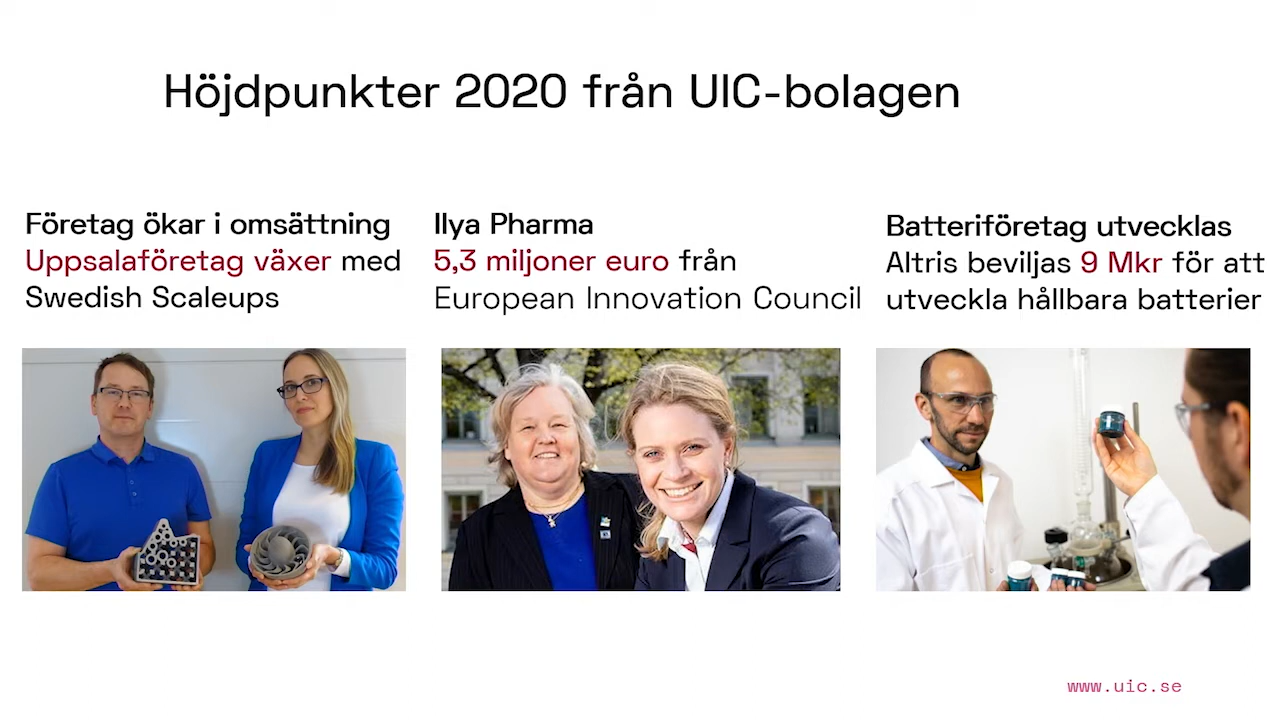 Höjdpunkter 2020 från UIC-bolagen
Företag ökar i omsättning
Uppsalaföretag växer med
Swedish Scaleups
Ilya Pharma
5,3 miljoner euro från
European Innovation Council
Batteriföretag utvecklas
Altris beviljas 9 Mkr för att
utveckla hållbara batterier
www.uic.se